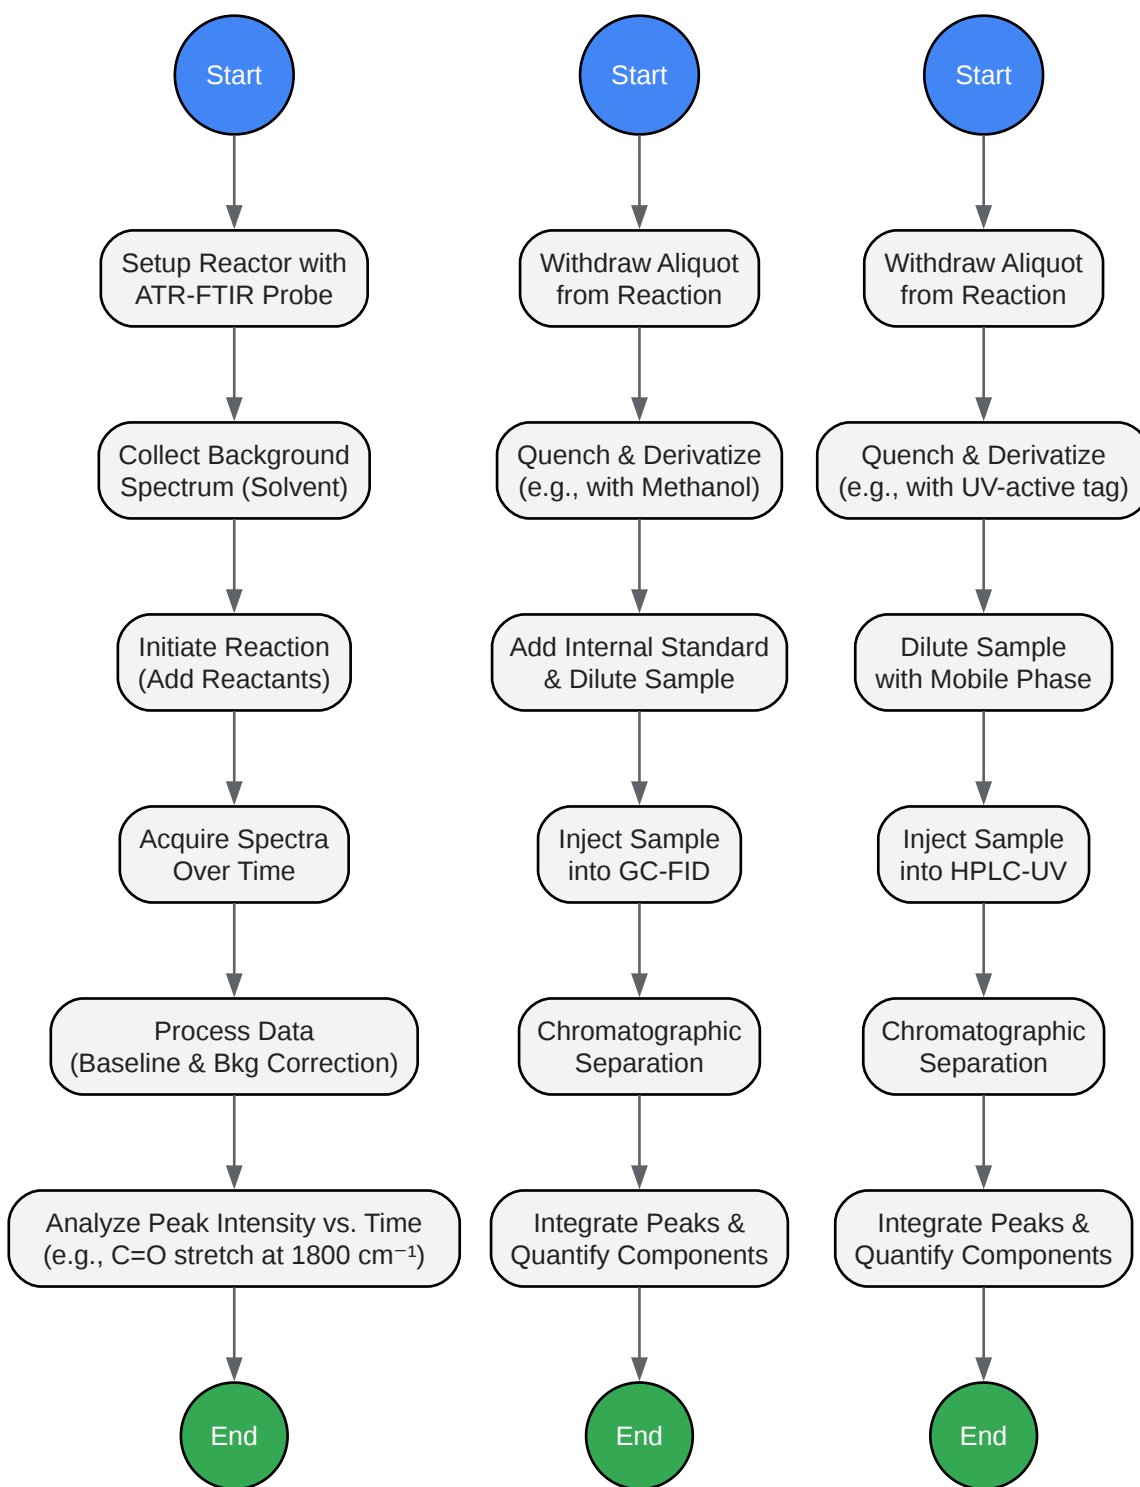 Start
Setup Reactor with
ATR-FTIR Probe
Collect Background
Spectrum (Solvent)
Initiate Reaction
(Add Reactants)
Acquire Spectra
Over Time
Process Data
(Baseline & Bkg Correction)
Analyze Peak Intensity vs. Time
(e.g., C=O stretch at 1800 cm⁻¹)
End
Start
Withdraw Aliquot
from Reaction
Quench & Derivatize
(e.g., with Methanol)
Add Internal Standard
& Dilute Sample
Inject Sample
into GC-FID
Chromatographic
Separation
Integrate Peaks &
Quantify Components
End
Start
Withdraw Aliquot
from Reaction
Quench & Derivatize
(e.g., with UV-active tag)
Dilute Sample
with Mobile Phase
Inject Sample
into HPLC-UV
Chromatographic
Separation
Integrate Peaks &
Quantify Components
End